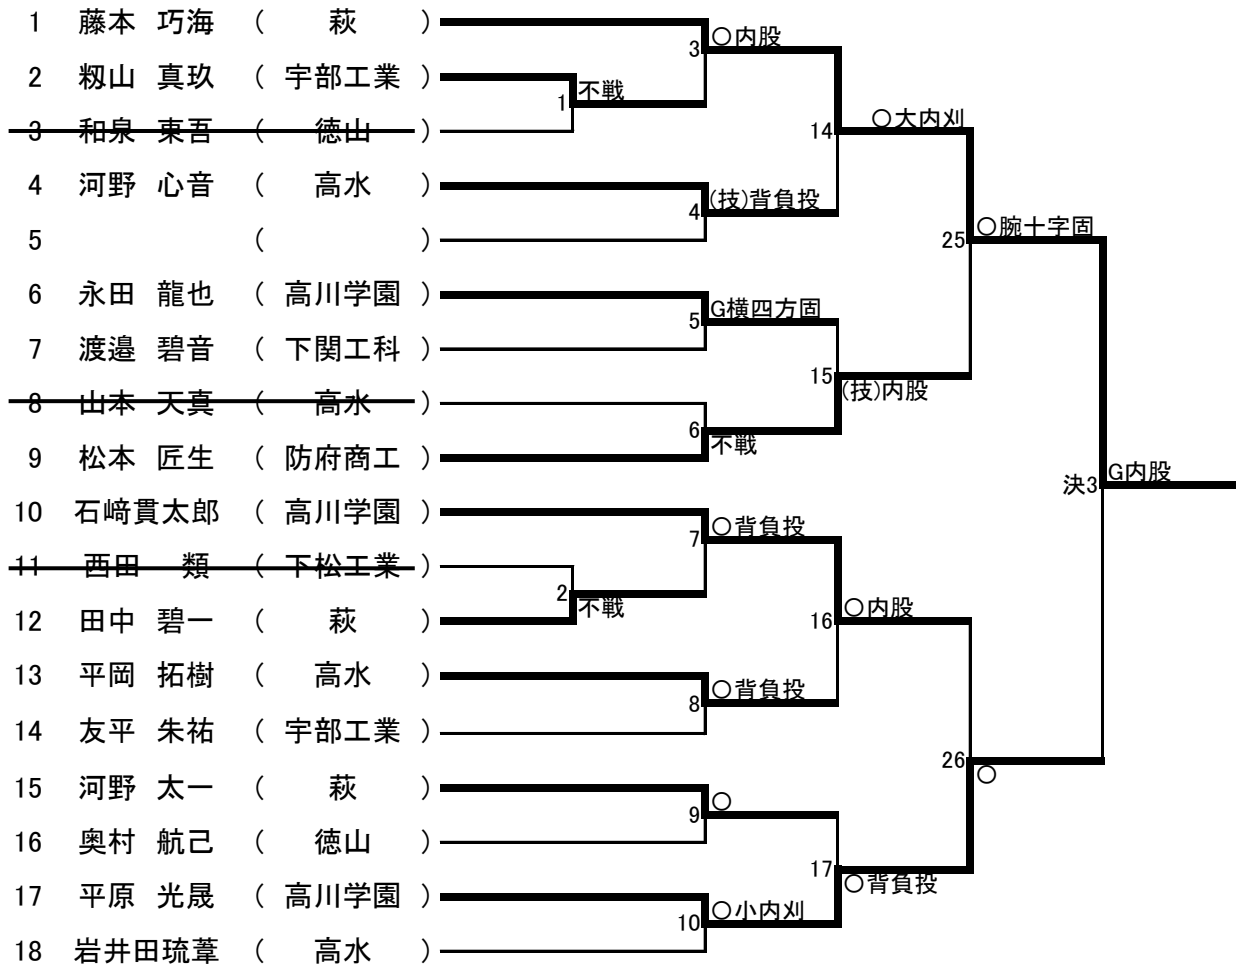 1 藤本 巧海 ( 萩 )
2 籾山 真玖 ( 宇部工業 )
3 和泉 東吾 ( 徳山 )
4 河野 心音 ( 高水 )
5 ( )
6 永田 龍也 ( 高川学園 )
7 渡邉 碧音 ( 下関工科 )
8 山本 天真 ( 高水 )
9 松本 匠生 ( 防府商工 )
10 石﨑貫太郎 ( 高川学園 )
11 西田 類 ( 下松工業 )
12 田中 碧一 ( 萩 )
13 平岡 拓樹 ( 高水 )
14 友平 朱祐 ( 宇部工業 )
15 河野 太一 ( 萩 )
16 奥村 航己 ( 徳山 )
17 平原 光晟 ( 高川学園 )
18 岩井田琉葦 ( 高水 )
1 不戦
2 不戦
3 〇内股
4 (技)背負投
5 G横四方固
6 不戦
7 〇背負投
8 〇背負投
9 〇
10 〇小内刈
14 〇大内刈
15 (技)内股
16 〇内股
17 〇背負投
25 〇腕十字固
26 〇
決3 G内股